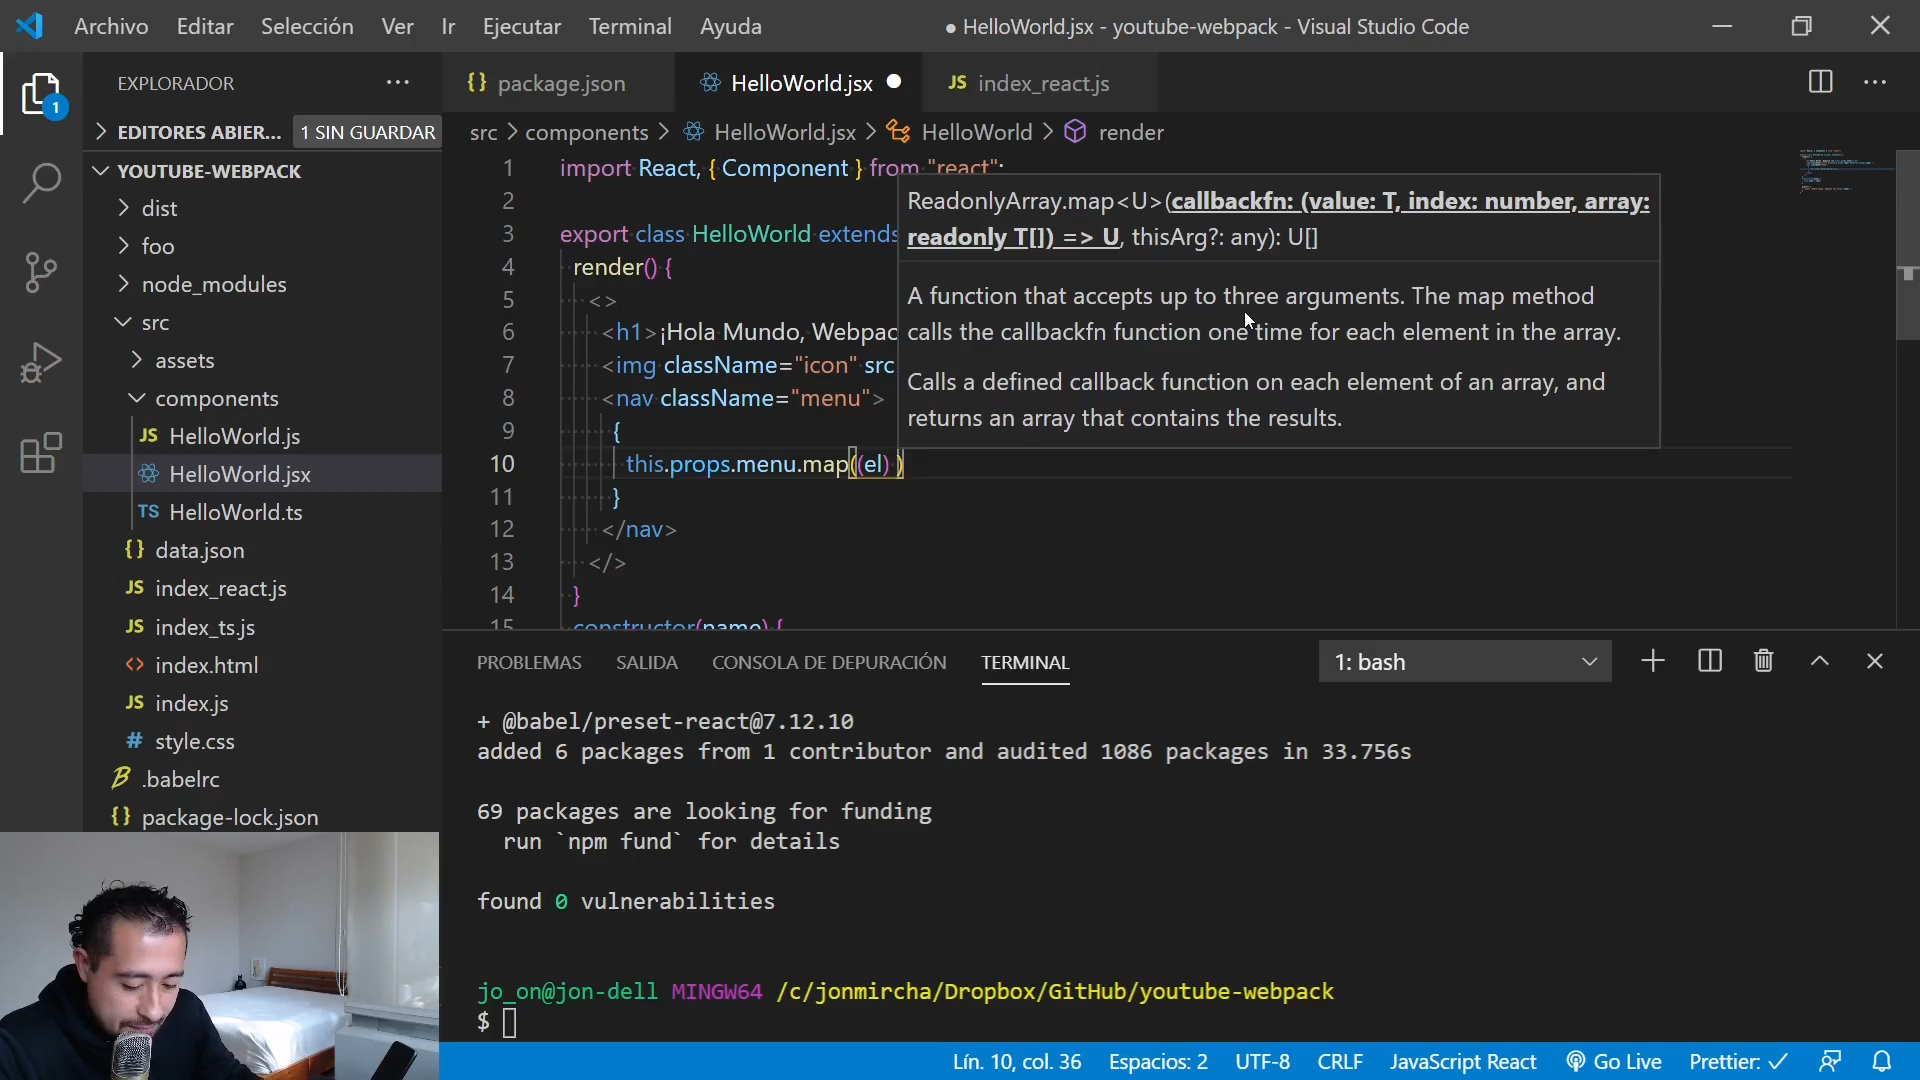 Archivo Editar Selección Ver Ir Ejecutar Terminal Ayuda ● HelloWorld.jsx - youtube-webpack - Visual Studio Code
EXPLORADOR ···
EDITORES ABIER... 1 SIN GUARDAR
YOUTUBE-WEBPACK
dist
foo
node_modules
src
assets
components
JS HelloWorld.js
HelloWorld.jsx
TS HelloWorld.ts
{} data.json
JS index_react.js
JS index_ts.js
<> index.html
JS index.js
# style.css
.babelrc
{} package-lock.json
1
{} package.json HelloWorld.jsx ● JS index_react.js ···
src > components > HelloWorld.jsx > HelloWorld > render
1 import React, { Component } from "react";
2
3 export class HelloWorld extends
4 render() {
5 <>
6 <h1>¡Hola Mundo, Webpac
7 <img className="icon" src
8 <nav className="menu">
9 {
10 this.props.menu.map((el) )
11 }
12 </nav>
13 </>
14 }
15 constructor(name) {
ReadonlyArray.map<U>(callbackfn: (value: T, index: number, array:
readonly T[]) => U, thisArg?: any): U[]
A function that accepts up to three arguments. The map method
calls the callbackfn function one time for each element in the array.
Calls a defined callback function on each element of an array, and
returns an array that contains the results.
PROBLEMAS SALIDA CONSOLA DE DEPURACIÓN TERMINAL 1: bash
+ @babel/preset-react@7.12.10
added 6 packages from 1 contributor and audited 1086 packages in 33.756s
69 packages are looking for funding
run `npm fund` for details
found 0 vulnerabilities
jo_on@jon-dell MINGW64 /c/jonmircha/Dropbox/GitHub/youtube-webpack
$
Lín. 10, col. 36 Espacios: 2 UTF-8 CRLF JavaScript React Go Live Prettier: ✓